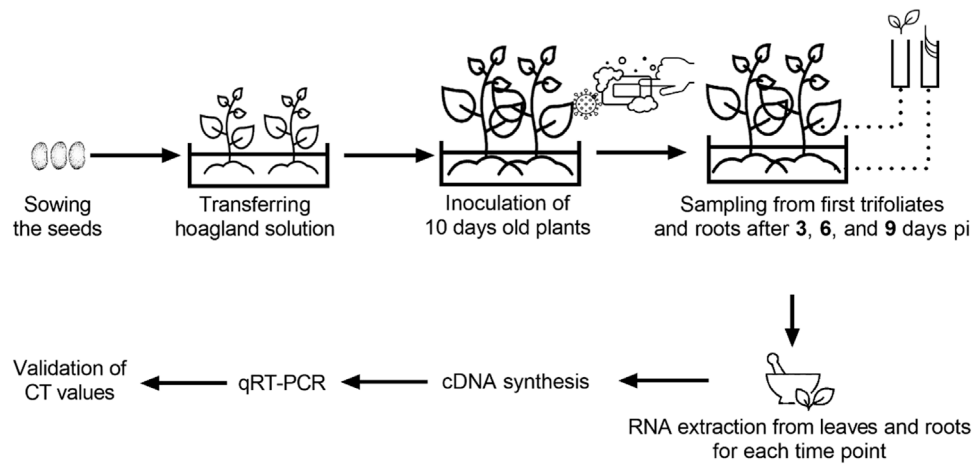 Sowing
the seeds
Transferring
hoagland solution
Inoculation of
10 days old plants
Sampling from first trifoliates
and roots after 3, 6, and 9 days pi
RNA extraction from leaves and roots
for each time point
cDNA synthesis
qRT-PCR
Validation of
CT values